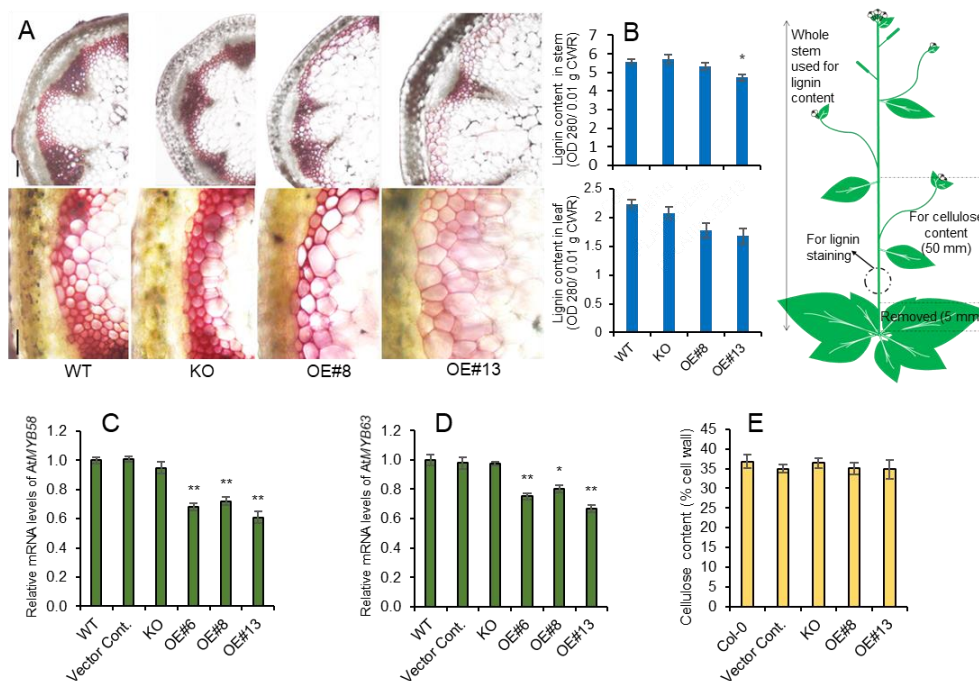 A
WT
KO
OE#8
OE#13
B
Lignin content in stem
(OD 280/ 0.01 g CWR)
7
6
5
4
3
2
1
0
*
Lignin content in leaf
(OD 280/ 0.01 g CWR)
2.5
2
1.5
1
0.5
0
WT
KO
OE#8
OE#13
Whole
stem
used for
lignin
content
For cellulose
content
(50 mm)
For lignin
staining
Removed (5 mm)
C
Relative mRNA levels of AtMYB58
1.2
1.0
0.8
0.6
0.4
0.2
0.0
**
**
**
WT
Vector Cont.
KO
OE#6
OE#8
OE#13
D
Relative mRNA levels of AtMYB63
1.2
1.0
0.8
0.6
0.4
0.2
0.0
**
*
**
WT
Vector Cont.
KO
OE#6
OE#8
OE#13
E
Cellulose content (% cell wall)
45
40
35
30
25
20
15
10
5
0
Col-0
Vector Cont.
KO
OE#8
OE#13